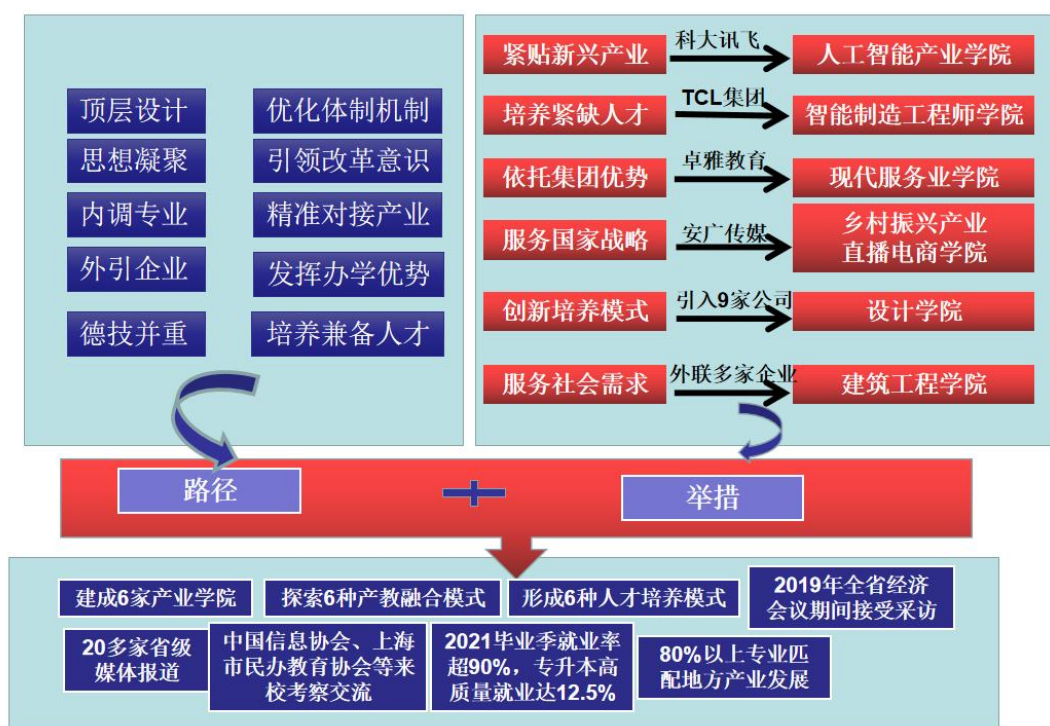 顶层设计
优化体制机制
思想凝聚
引领改革意识
内调专业
精准对接产业
外引企业
发挥办学优势
德技并重
培养兼备人才
紧贴新兴产业
科大讯飞
人工智能产业学院
培养紧缺人才
TCL集团
智能制造工程师学院
依托集团优势
卓雅教育
现代服务业学院
服务国家战略
安广传媒
乡村振兴产业
直播电商学院
创新培养模式
引入9家公司
设计学院
服务社会需求
外联多家企业
建筑工程学院
路径
举措
建成6家产业学院
探索6种产教融合模式
形成6种人才培养模式
2019年全省经济
会议期间接受采访
20多家省级
媒体报道
中国信息协会、上海
市民办教育协会等来
校考察交流
2021毕业季就业率
超90%，专升本高
质量就业达12.5%
80%以上专业匹
配地方产业发展